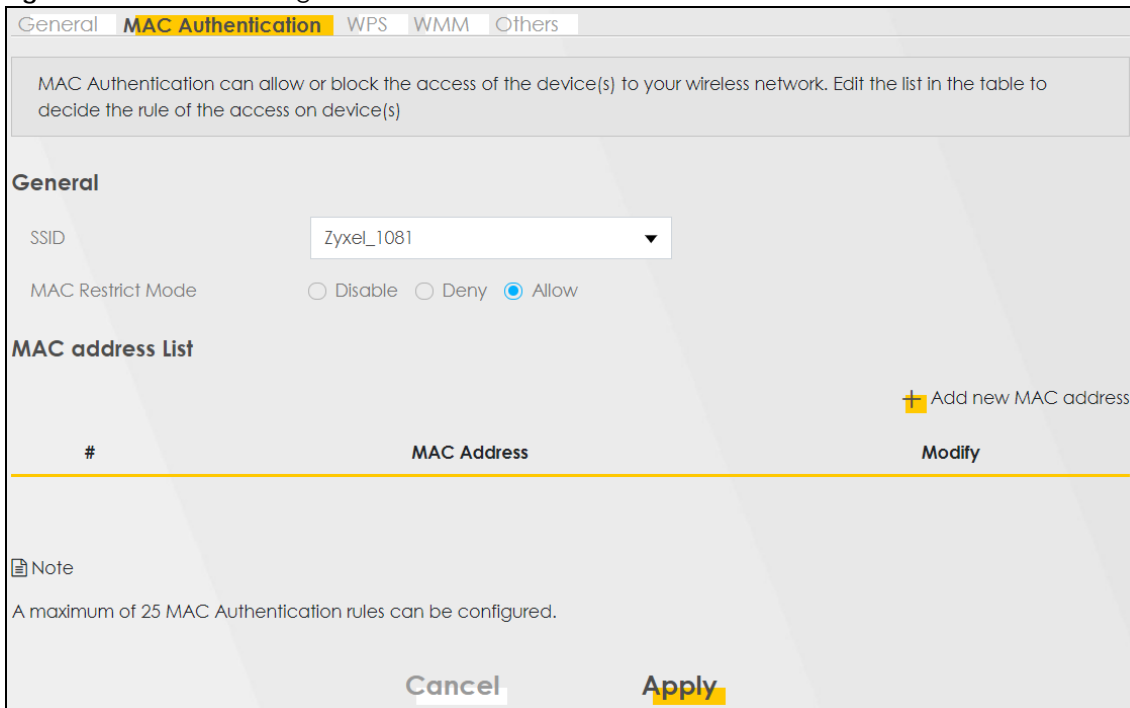 General MAC Authentication WPS WMM Others
MAC Authentication can allow or block the access of the device(s) to your wireless network. Edit the list in the table to
decide the rule of the access on device(s)
General
SSID Zyxel_1081
MAC Restrict Mode Disable Deny Allow
MAC address List
+ Add new MAC address
# MAC Address Modify
Note
A maximum of 25 MAC Authentication rules can be configured.
Cancel Apply